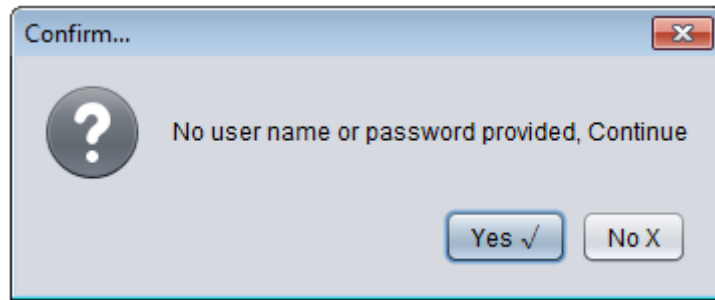 Confirm...
No user name or password provided, Continue
Yes √
No X